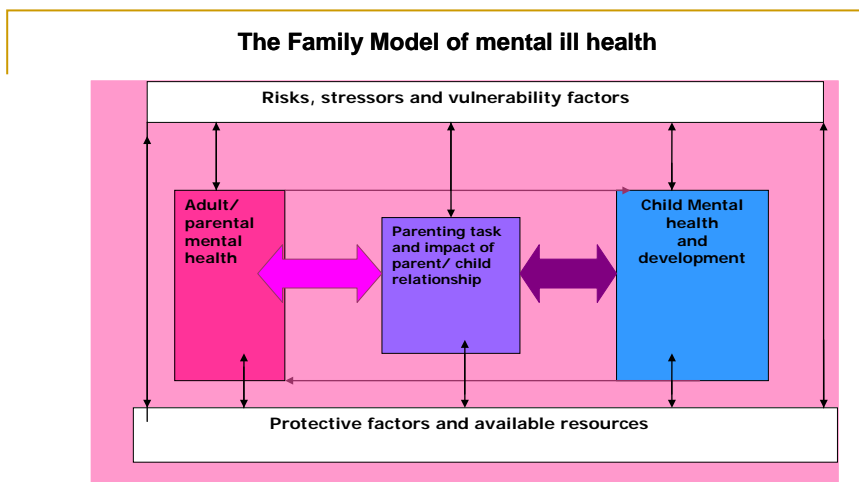 The Family Model of mental ill health
Risks, stressors and vulnerability factors
Adult/
parental
mental
health
Parenting task
and impact of
parent/ child
relationship
Child Mental
health
and
development
Protective factors and available resources